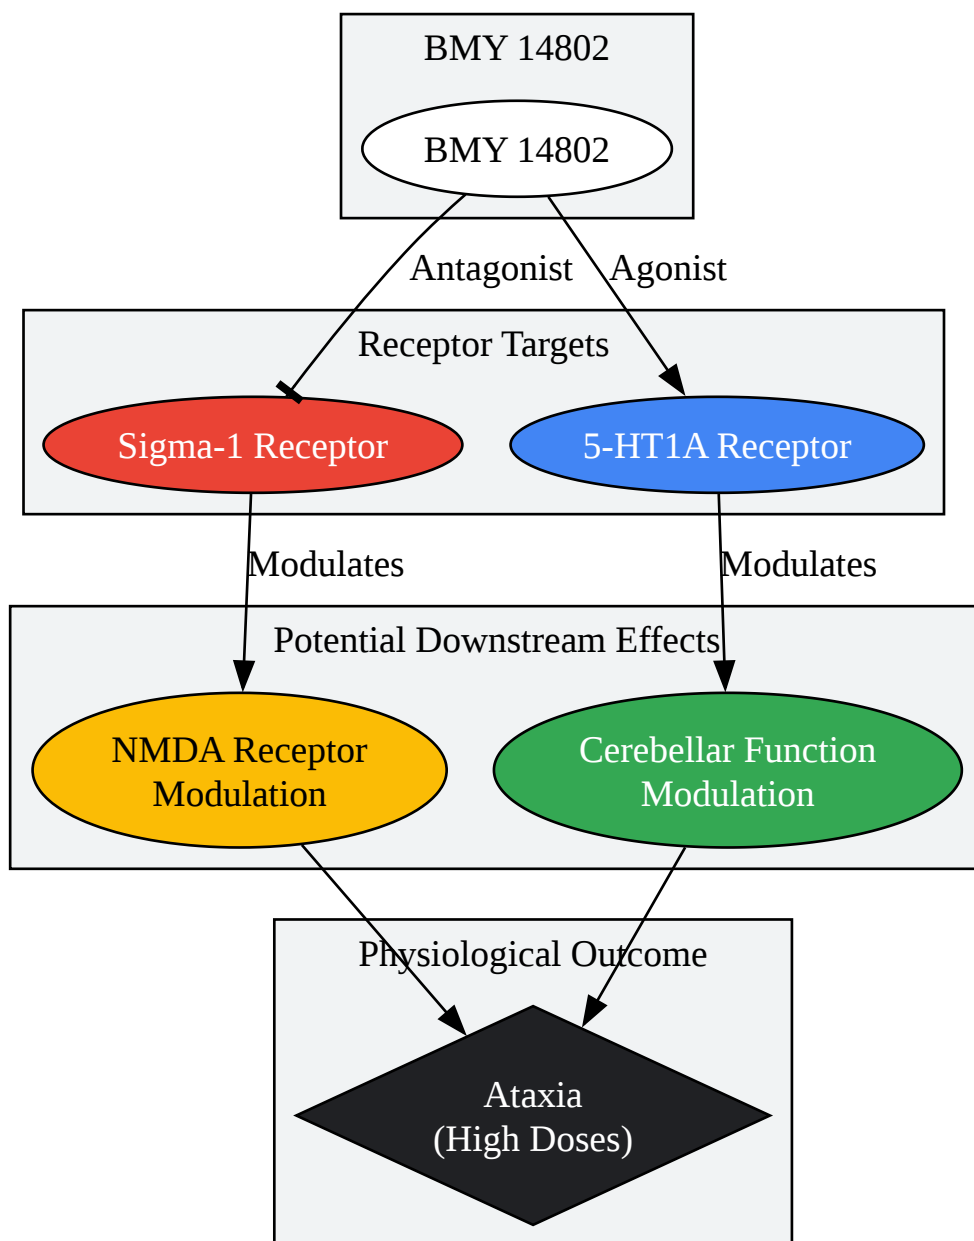 BMY 14802
BMY 14802
Antagonist
Agonist
Receptor Targets
Sigma-1 Receptor
5-HT1A Receptor
Modulates
Modulates
Potential Downstream Effects
NMDA Receptor
Modulation
Cerebellar Function
Modulation
Physiological Outcome
Ataxia
(High Doses)